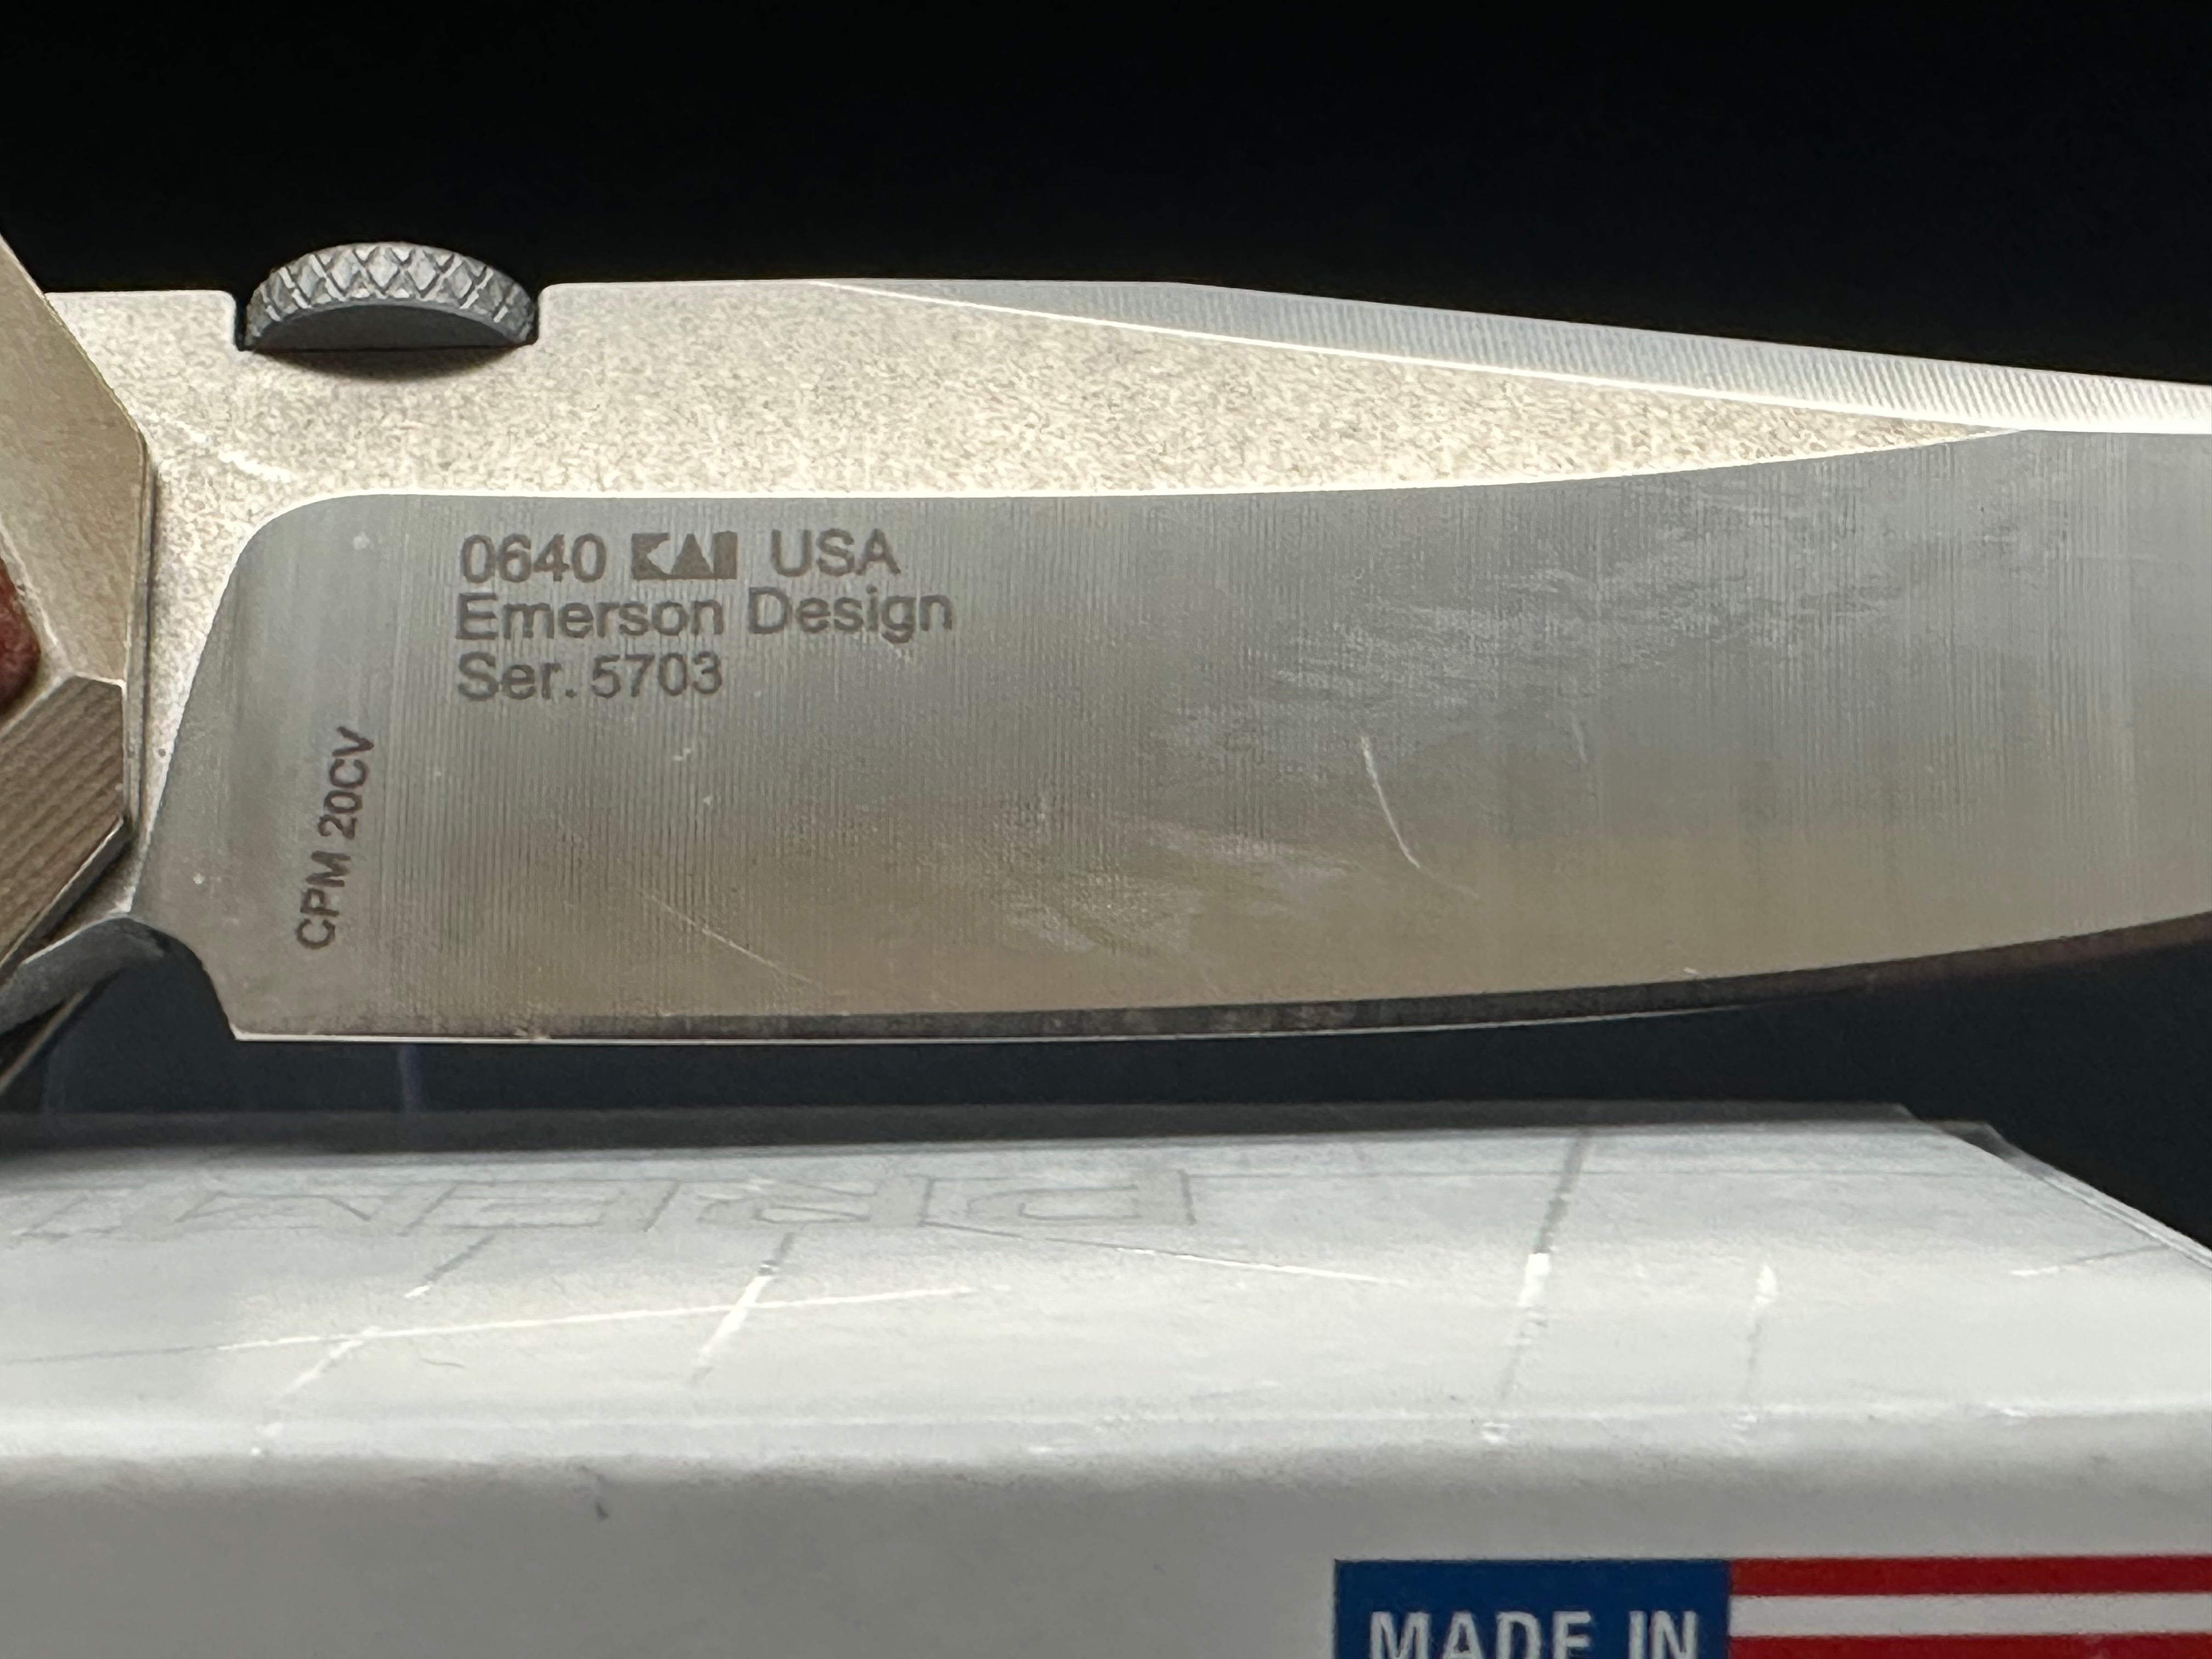 0640 KAI USA
Emerson Design
Ser. 5703
CPM 20CV
MADE IN